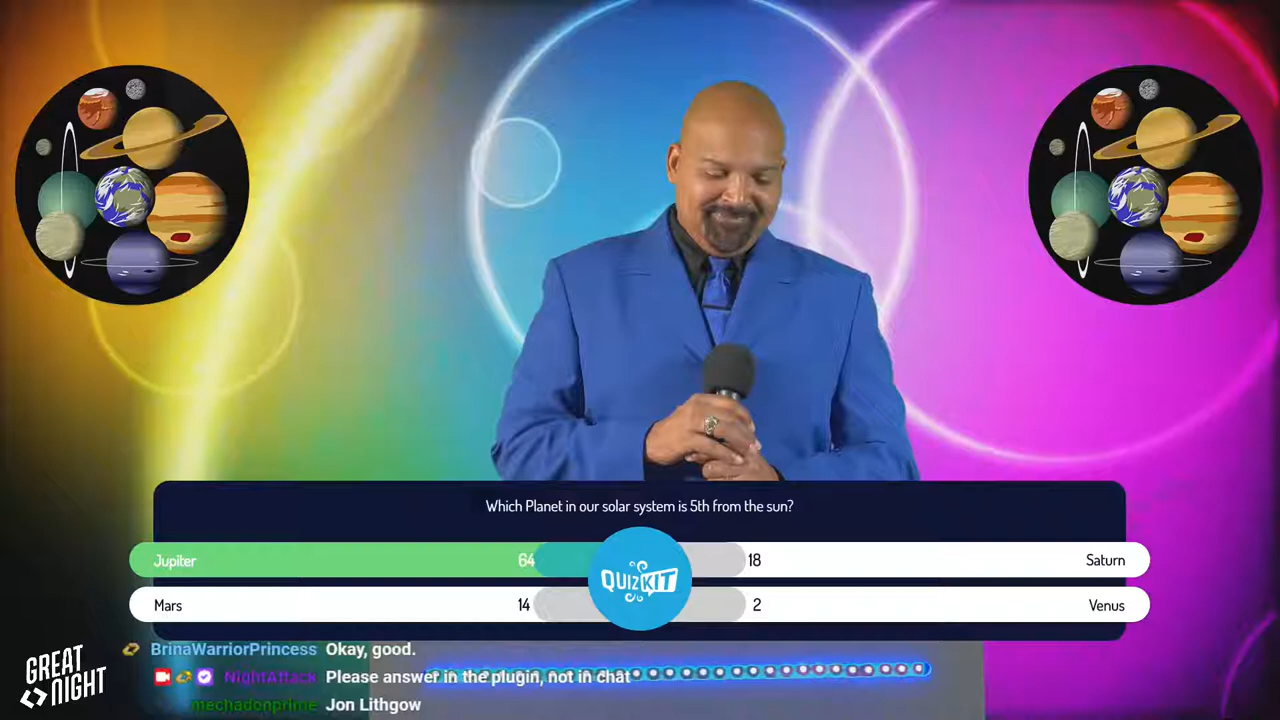 Which Planet in our solar system is 5th from the sun?
Jupiter 64
18 Saturn
QUIZKIT
Mars 14
2 Venus
BrinaWarriorPrincess Okay, good.
NightAttack Please answer in the plugin, not in chat
mechadonpr1me Jon Lithgow
GREAT
NIGHT